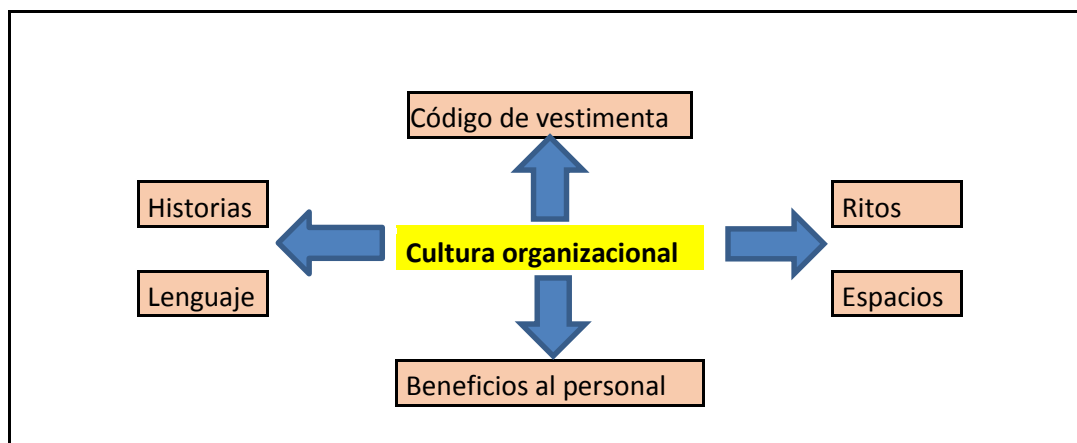 Código de vestimenta
Historias
Ritos
Cultura organizacional
Lenguaje
Espacios
Beneficios al personal